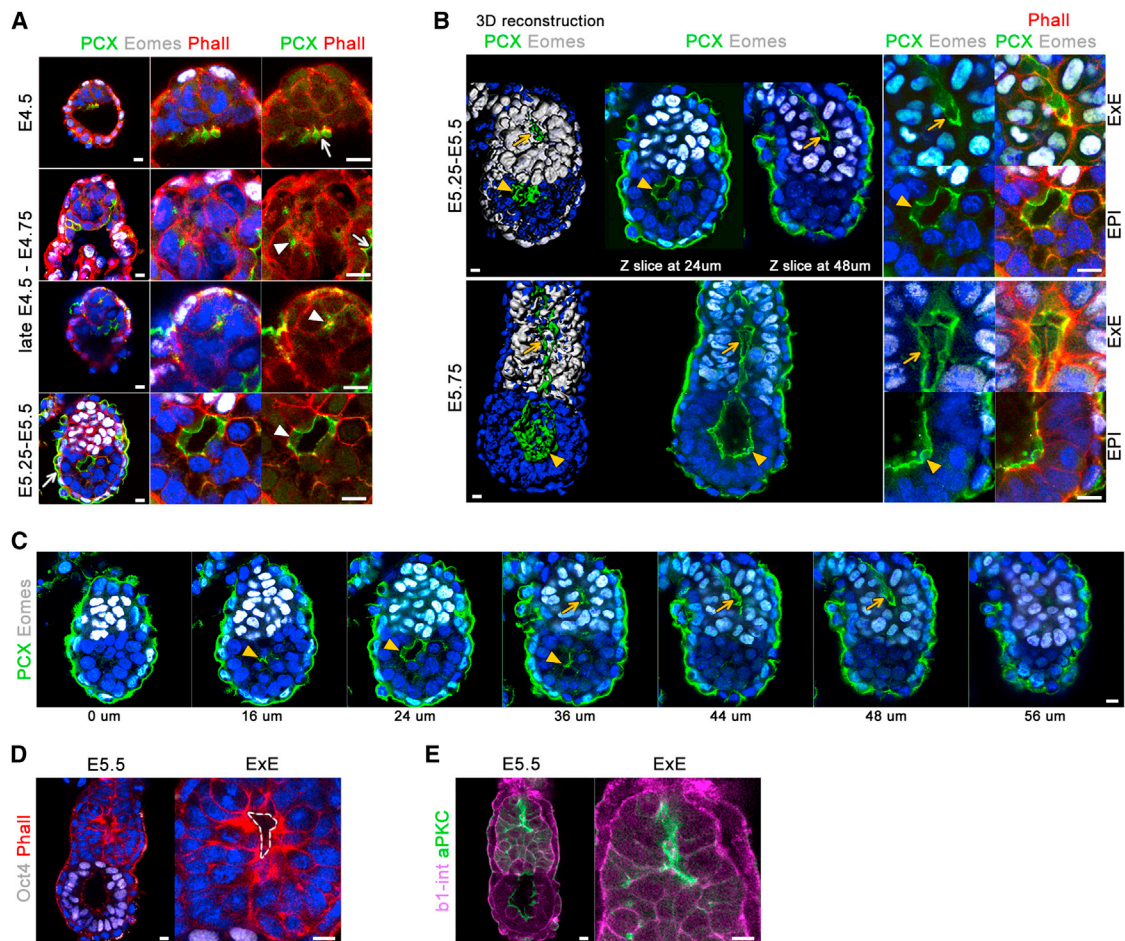 A
PCX Eomes Phall
PCX Phall
E4.5
late E4.5 - E4.75
E5.25-E5.5
B
3D reconstruction
PCX Eomes
PCX Eomes
PCX Eomes
Phall
PCX Eomes
E5.25-E5.5
Z slice at 24um
Z slice at 48um
ExE
EPI
E5.75
ExE
EPI
C
PCX Eomes
0 um
16 um
24 um
36 um
44 um
48 um
56 um
D
E5.5
ExE
Oct4 Phall
E
E5.5
ExE
b1-int aPKC